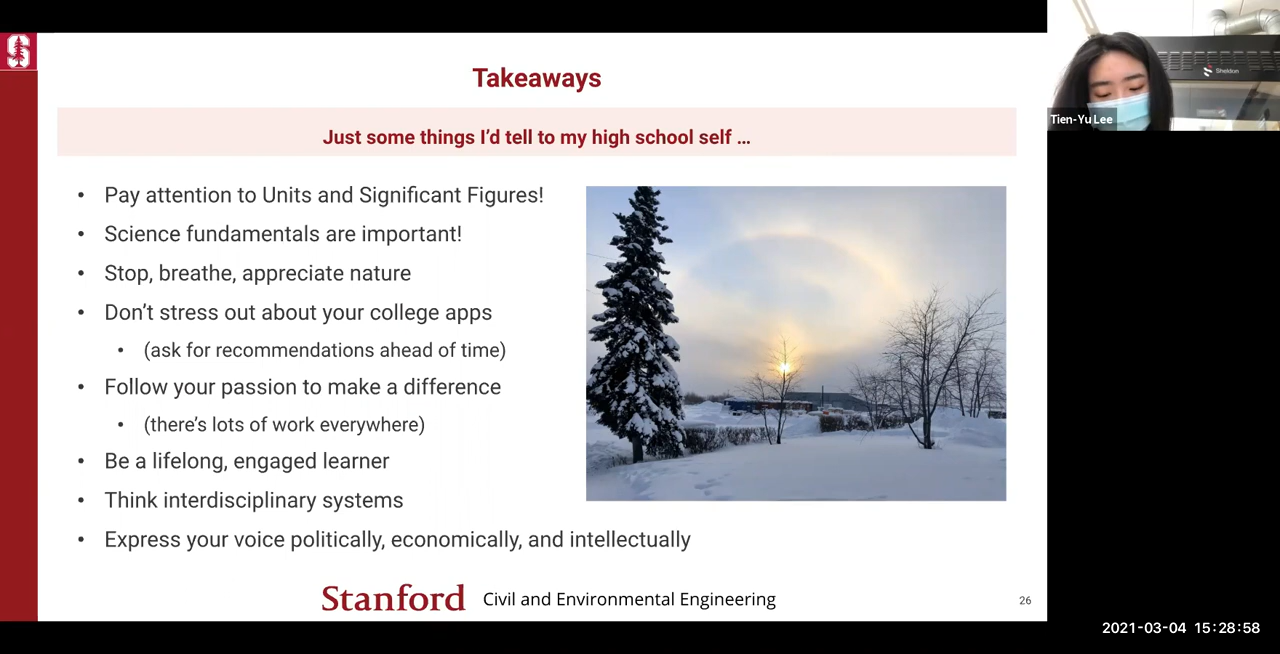 Takeaways
Just some things I’d tell to my high school self …
• Pay attention to Units and Significant Figures!
• Science fundamentals are important!
• Stop, breathe, appreciate nature
• Don’t stress out about your college apps
• (ask for recommendations ahead of time)
• Follow your passion to make a difference
• (there’s lots of work everywhere)
• Be a lifelong, engaged learner
• Think interdisciplinary systems
• Express your voice politically, economically, and intellectually
Stanford Civil and Environmental Engineering
26
Sheldon
Tien-Yu Lee
2021-03-04 15:28:58